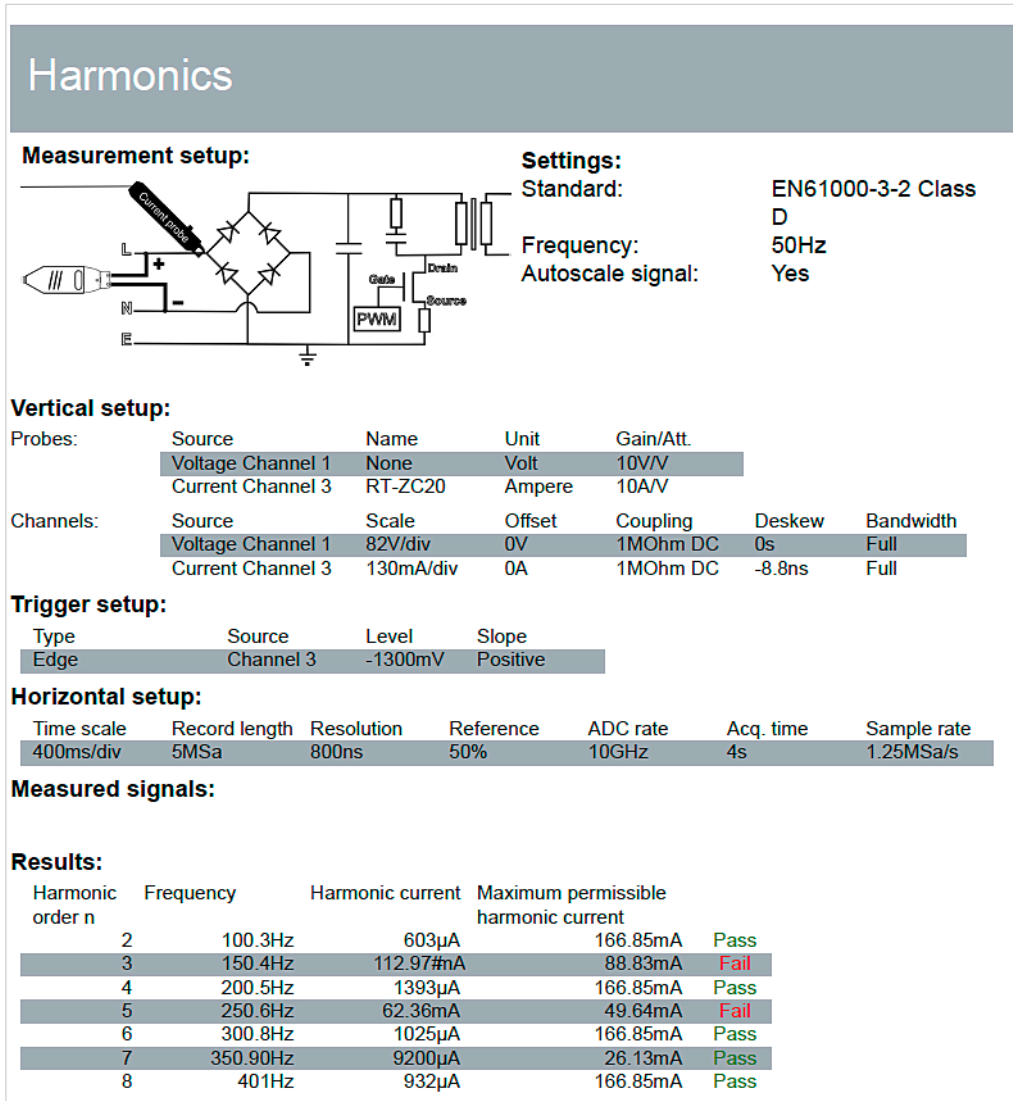 Harmonics
Measurement setup:
Current probe
L
+
N
-
E
Gate
Drain
Source
PWM
Settings:
Standard: EN61000-3-2 Class
D
Frequency: 50Hz
Autoscale signal: Yes
Vertical setup:
Probes: Source Name Unit Gain/Att.
Voltage Channel 1 None Volt 10V/V
Current Channel 3 RT-ZC20 Ampere 10A/V
Channels: Source Scale Offset Coupling Deskew Bandwidth
Voltage Channel 1 82V/div 0V 1MOhm DC 0s Full
Current Channel 3 130mA/div 0A 1MOhm DC -8.8ns Full
Trigger setup:
Type Source Level Slope
Edge Channel 3 -1300mV Positive
Horizontal setup:
Time scale Record length Resolution Reference ADC rate Acq. time Sample rate
400ms/div 5MSa 800ns 50% 10GHz 4s 1.25MSa/s
Measured signals:
Results:
Harmonic Frequency Harmonic current Maximum permissible
order n harmonic current
2 100.3Hz 603µA 166.85mA Pass
3 150.4Hz 112.97#mA 88.83mA Fail
4 200.5Hz 1393µA 166.85mA Pass
5 250.6Hz 62.36mA 49.64mA Fail
6 300.8Hz 1025µA 166.85mA Pass
7 350.90Hz 9200µA 26.13mA Pass
8 401Hz 932µA 166.85mA Pass